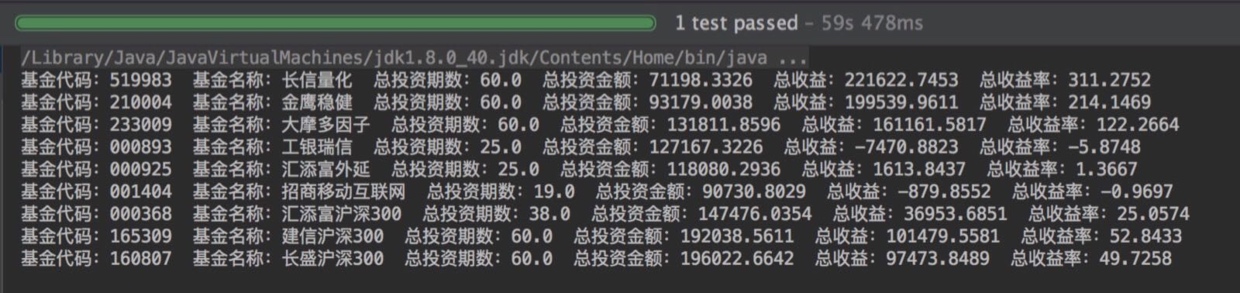 1 test passed – 59s 478ms
/Library/Java/JavaVirtualMachines/jdk1.8.0_40.jdk/Contents/Home/bin/java ...
基金代码：519983 基金名称：长信量化 总投资期数：60.0 总投资金额：71198.3326 总收益：221622.7453 总收益率：311.2752
基金代码：210004 基金名称：金鹰稳健 总投资期数：60.0 总投资金额：93179.0038 总收益：199539.9611 总收益率：214.1469
基金代码：233009 基金名称：大摩多因子 总投资期数：60.0 总投资金额：131811.8596 总收益：161161.5817 总收益率：122.2664
基金代码：000893 基金名称：工银瑞信 总投资期数：25.0 总投资金额：127167.3226 总收益：-7470.8823 总收益率：-5.8748
基金代码：000925 基金名称：汇添富外延 总投资期数：25.0 总投资金额：118080.2936 总收益：1613.8437 总收益率：1.3667
基金代码：001404 基金名称：招商移动互联网 总投资期数：19.0 总投资金额：90730.8029 总收益：-879.8552 总收益率：-0.9697
基金代码：000368 基金名称：汇添富沪深300 总投资期数：38.0 总投资金额：147476.0354 总收益：36953.6851 总收益率：25.0574
基金代码：165309 基金名称：建信沪深300 总投资期数：60.0 总投资金额：192038.5611 总收益：101479.5581 总收益率：52.8433
基金代码：160807 基金名称：长盛沪深300 总投资期数：60.0 总投资金额：196022.6642 总收益：97473.8489 总收益率：49.7258